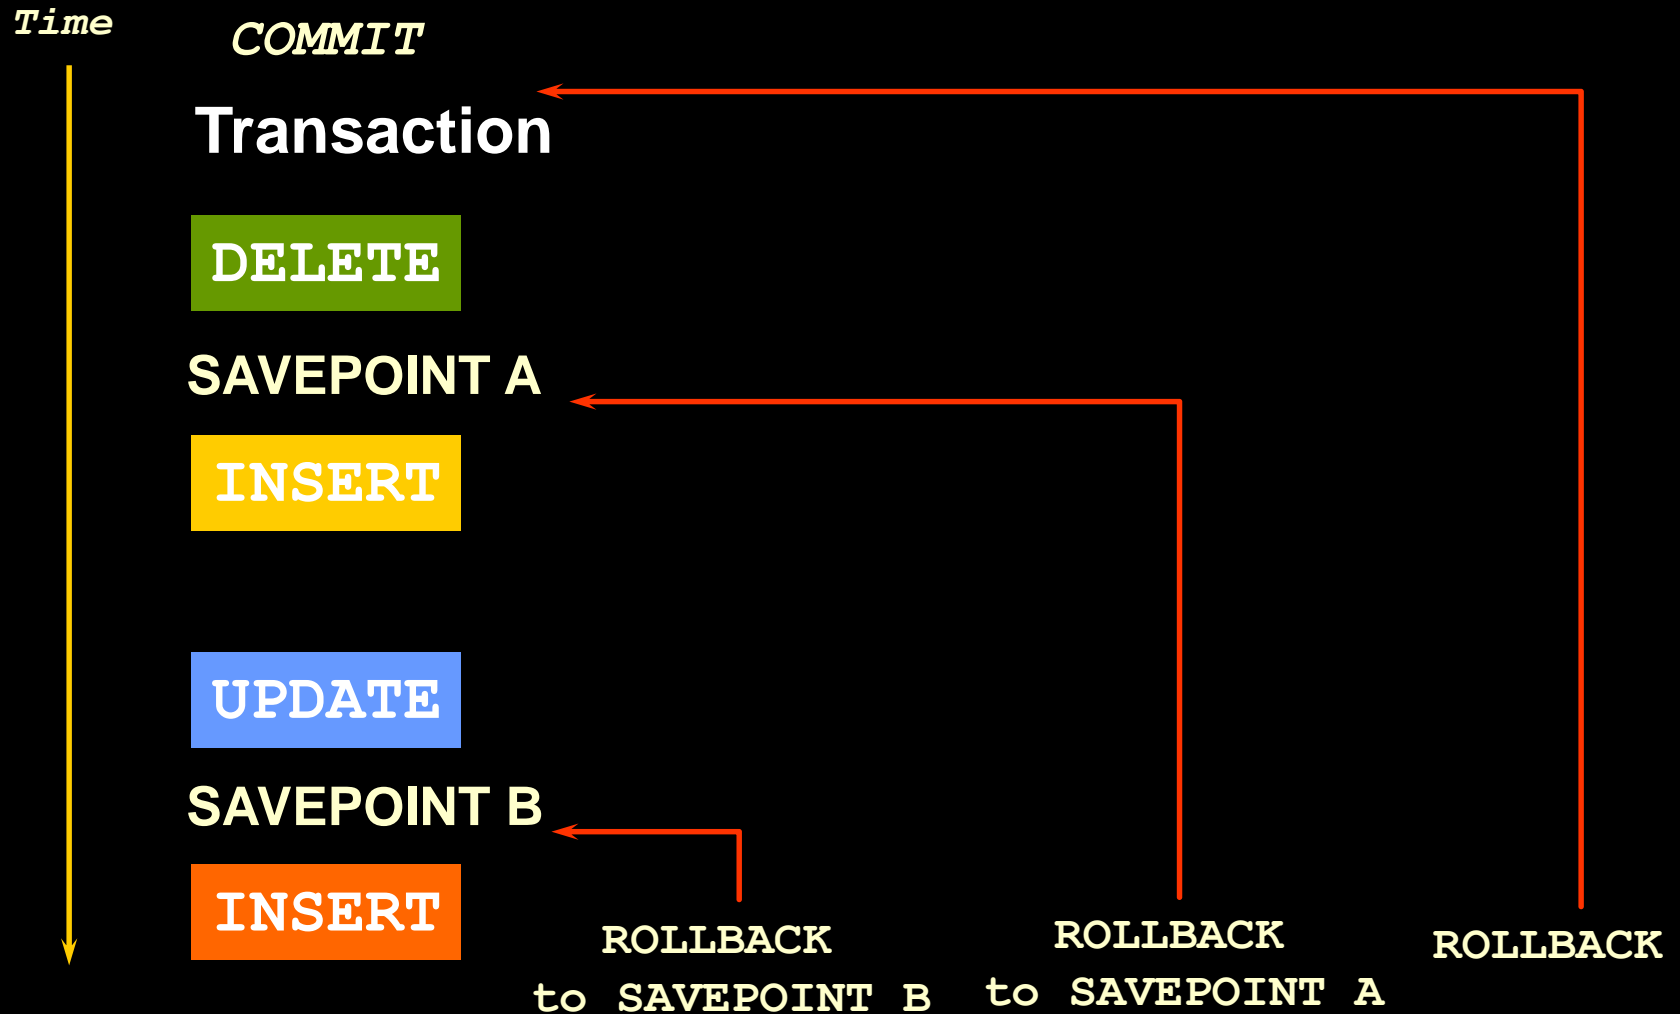 Time
COMMIT
Transaction
DELETE
SAVEPOINT A
INSERT
UPDATE
SAVEPOINT B
INSERT
ROLLBACK
to SAVEPOINT B
ROLLBACK
to SAVEPOINT A
ROLLBACK